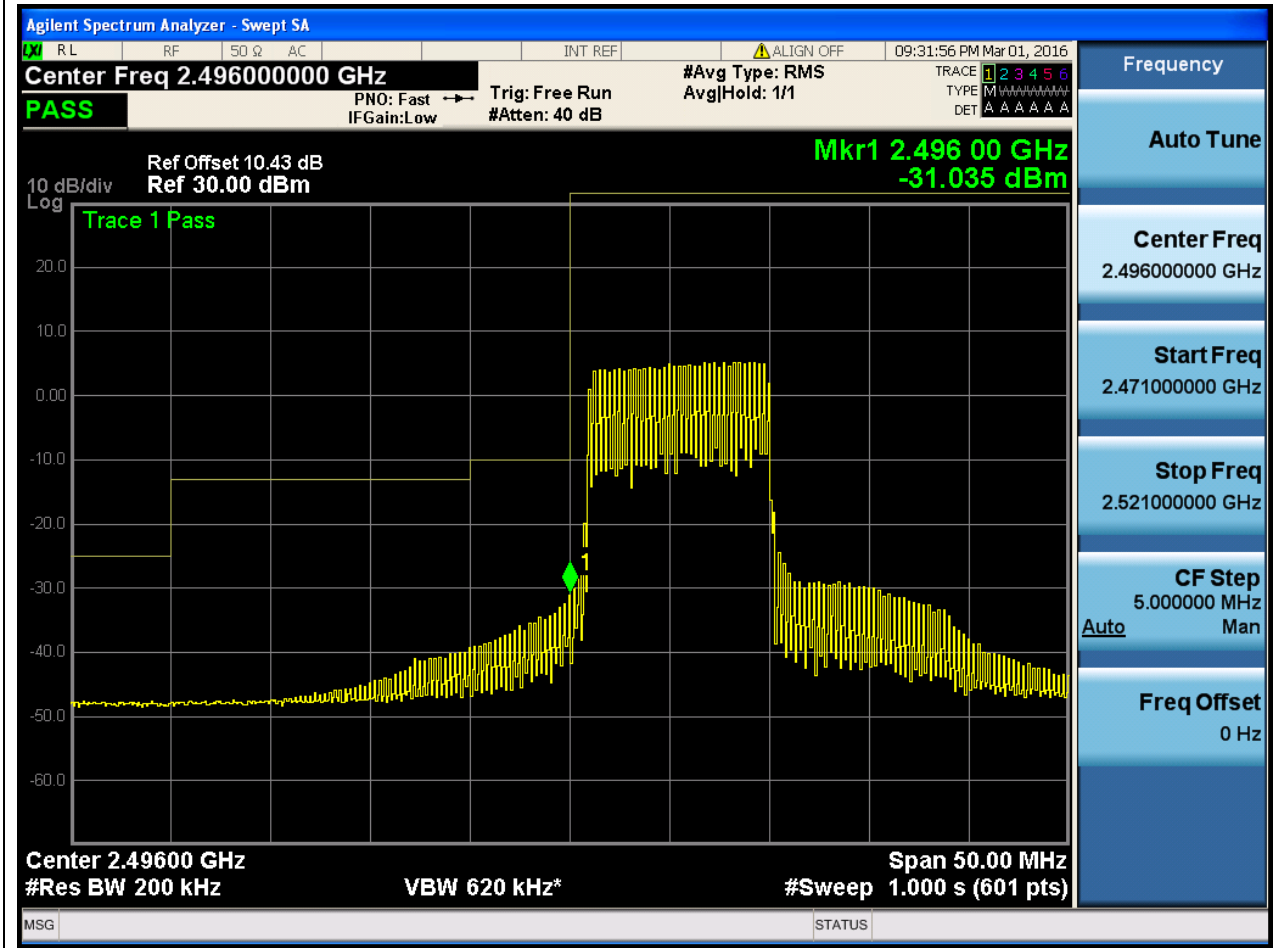 Agilent Spectrum Analyzer - Swept SA
LXI RL RF 50 Ω AC INT REF ALIGN OFF 09:31:56 PM Mar 01, 2016
Center Freq 2.496000000 GHz
PASS
PNO: Fast
IFGain:Low
Trig: Free Run
#Atten: 40 dB
#Avg Type: RMS
Avg|Hold: 1/1
TRACE 1 2 3 4 5 6
TYPE M
DET A A A A A A
Mkr1 2.496 00 GHz
-31.035 dBm
Ref Offset 10.43 dB
10 dB/div Ref 30.00 dBm
Log
Trace 1 Pass
20.0
10.0
0.00
-10.0
-20.0
1
-30.0
-40.0
-50.0
-60.0
Center 2.49600 GHz Span 50.00 MHz
#Res BW 200 kHz VBW 620 kHz* #Sweep 1.000 s (601 pts)
MSG STATUS
Frequency
Auto Tune
Center Freq
2.496000000 GHz
Start Freq
2.471000000 GHz
Stop Freq
2.521000000 GHz
CF Step
5.000000 MHz
Auto Man
Freq Offset
0 Hz